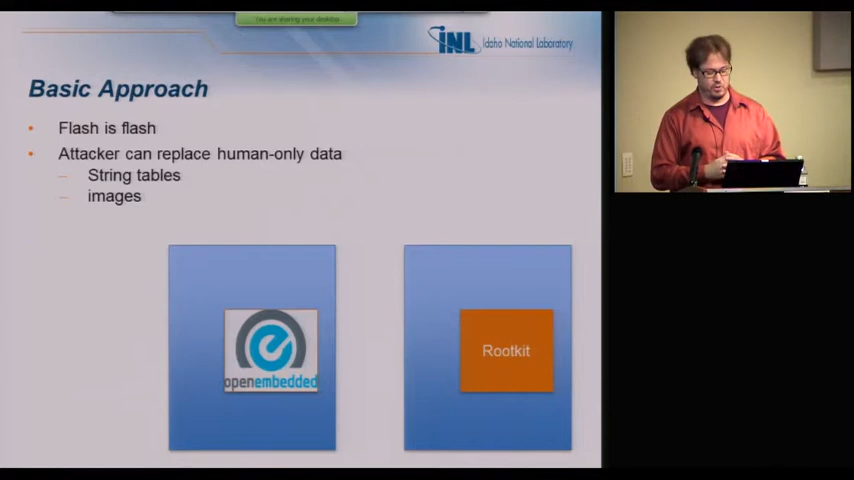 You are sharing your desktop
INL Idaho National Laboratory
Basic Approach
• Flash is flash
• Attacker can replace human-only data
– String tables
– images
openembedded
Rootkit